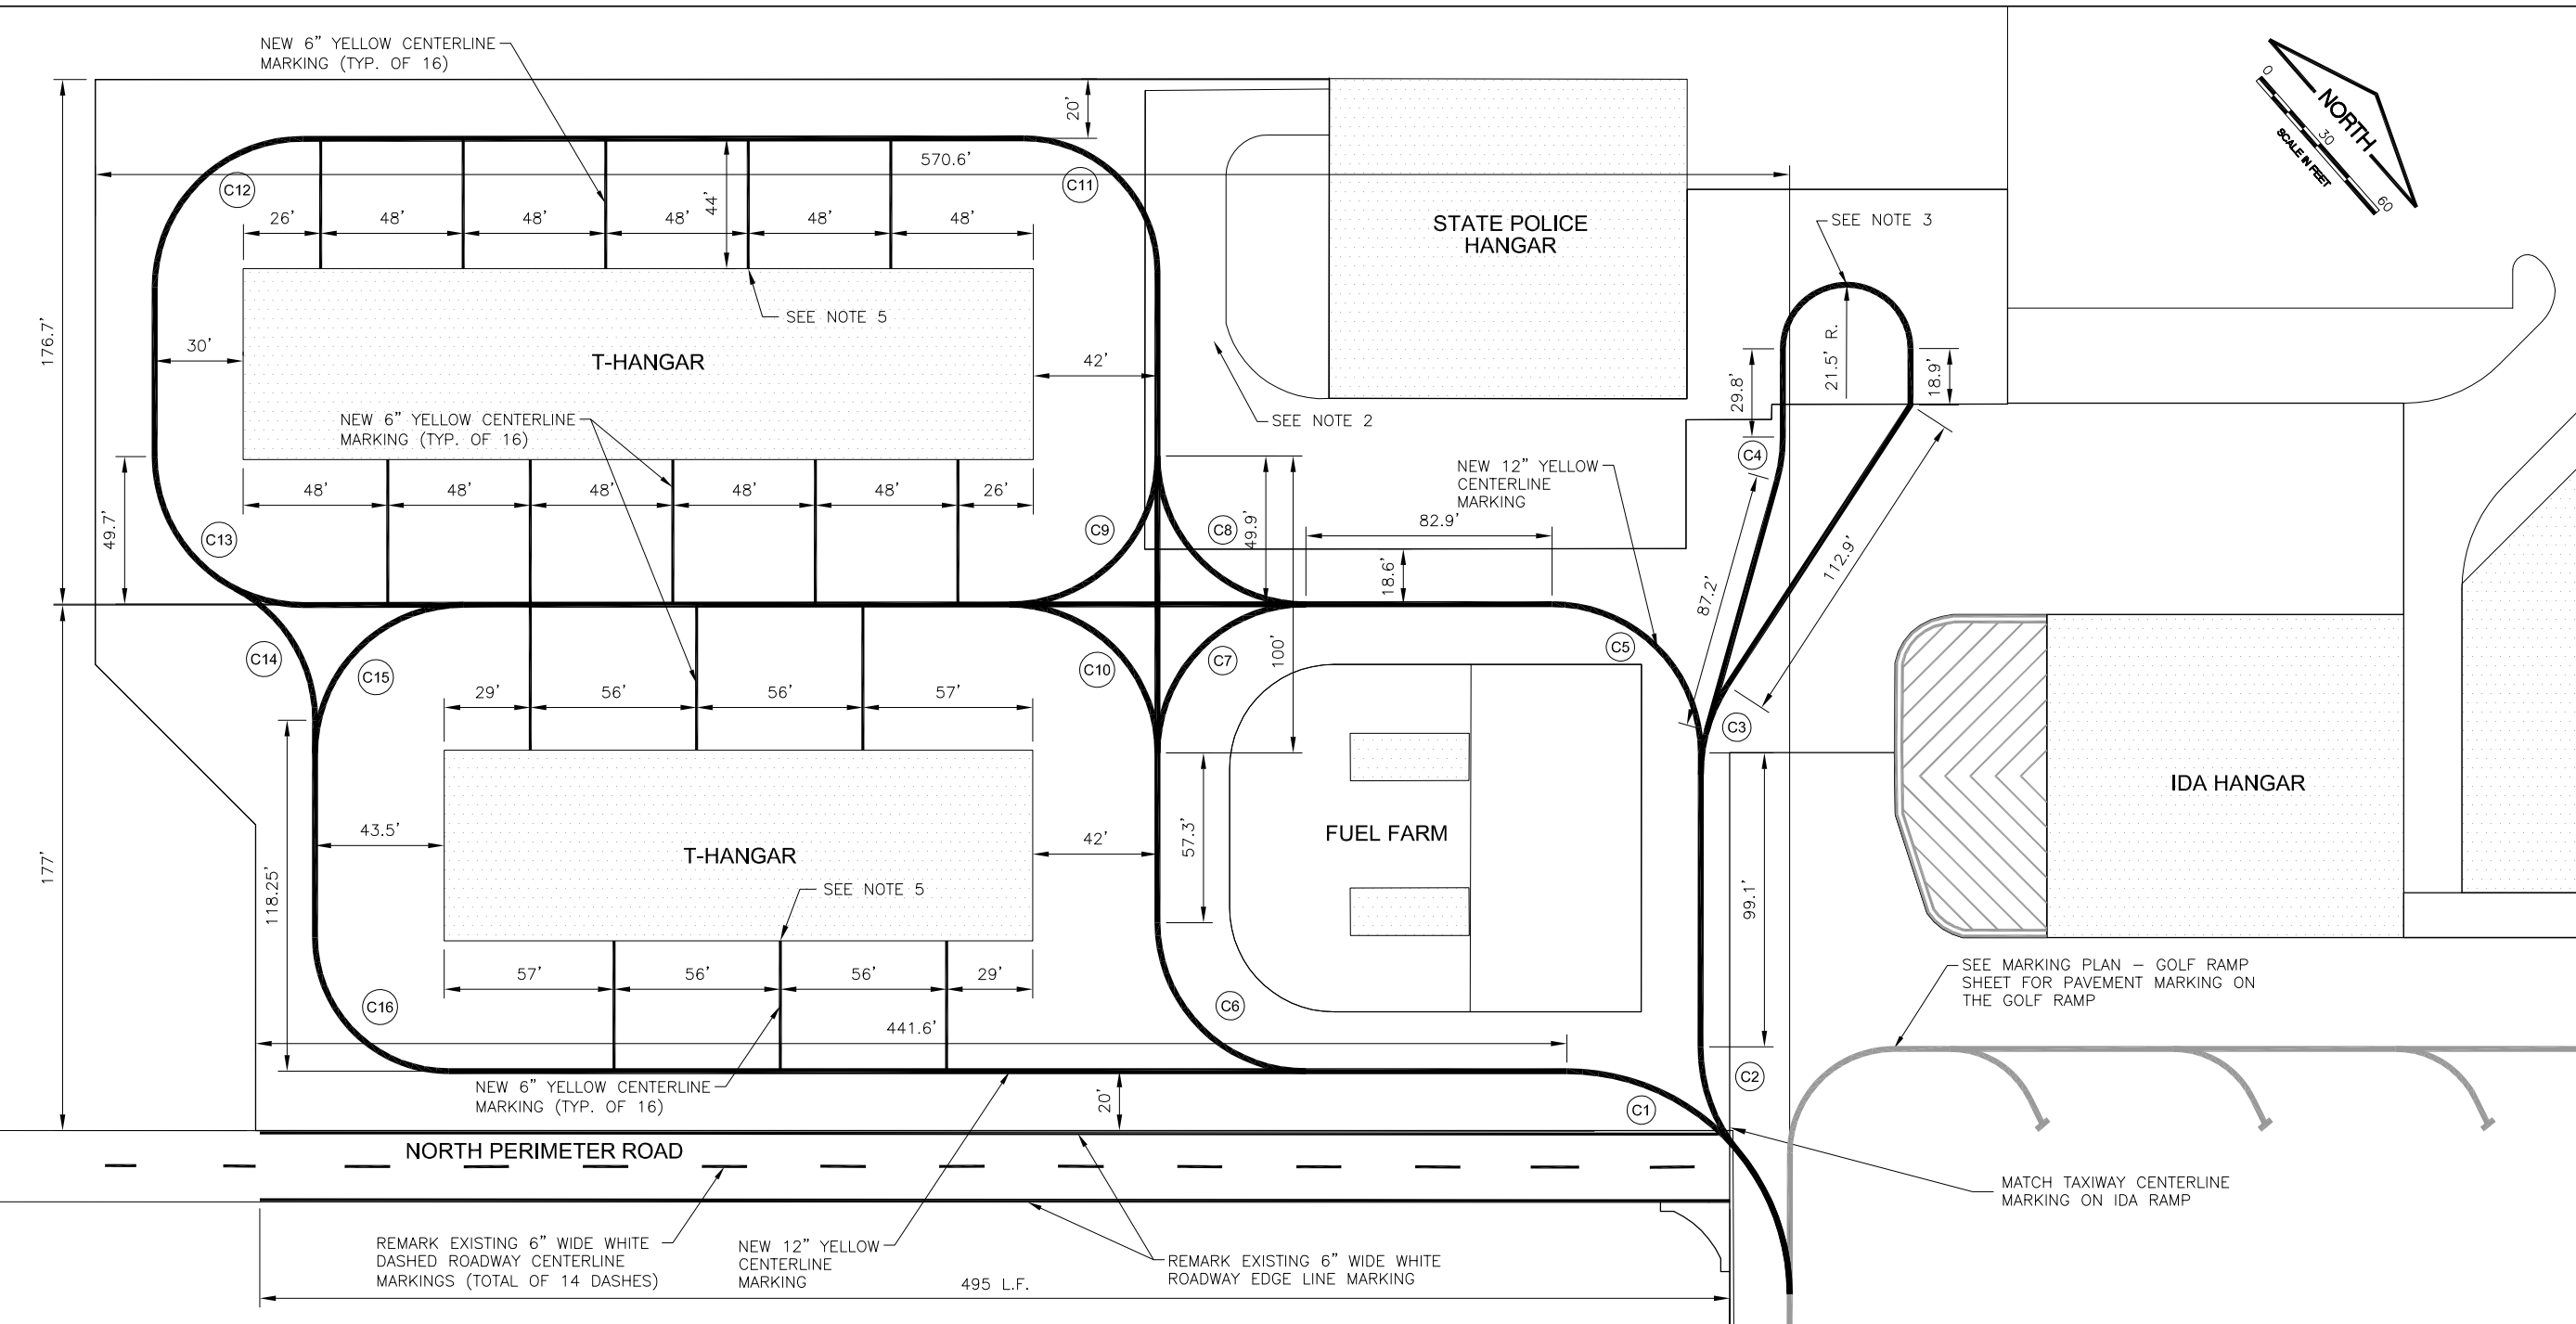 NEW 6” YELLOW CENTERLINE
MARKING (TYP. OF 16)
20’
570.6’
C12
C11
26’
48’
48’
48’
44’
48’
48’
176.7’
SEE NOTE 5
T-HANGAR
30’
42’
STATE POLICE
HANGAR
SEE NOTE 2
SEE NOTE 3
21.5’ R.
29.8’
18.9’
0
30
60
NORTH
SCALE IN FEET
NEW 6” YELLOW CENTERLINE
MARKING (TYP. OF 16)
48’
48’
48’
48’
48’
26’
49.7’
C13
C9
C8
49.9’
82.9’
18.6’
NEW 12” YELLOW
CENTERLINE
MARKING
C4
87.2’
112.9’
C14
C15
C10
C7
100’
C5
C3
29’
56’
56’
57’
177’
43.5’
118.25’
T-HANGAR
42’
57.3’
FUEL FARM
99.1’
IDA HANGAR
SEE NOTE 5
57’
56’
56’
29’
C16
441.6’
C6
C1
C2
SEE MARKING PLAN – GOLF RAMP
SHEET FOR PAVEMENT MARKING ON
THE GOLF RAMP
NEW 6” YELLOW CENTERLINE
MARKING (TYP. OF 16)
20’
NORTH PERIMETER ROAD
MATCH TAXIWAY CENTERLINE
MARKING ON IDA RAMP
REMARK EXISTING 6” WIDE WHITE
DASHED ROADWAY CENTERLINE
MARKINGS (TOTAL OF 14 DASHES)
NEW 12” YELLOW
CENTERLINE
MARKING
REMARK EXISTING 6” WIDE WHITE
ROADWAY EDGE LINE MARKING
495 L.F.